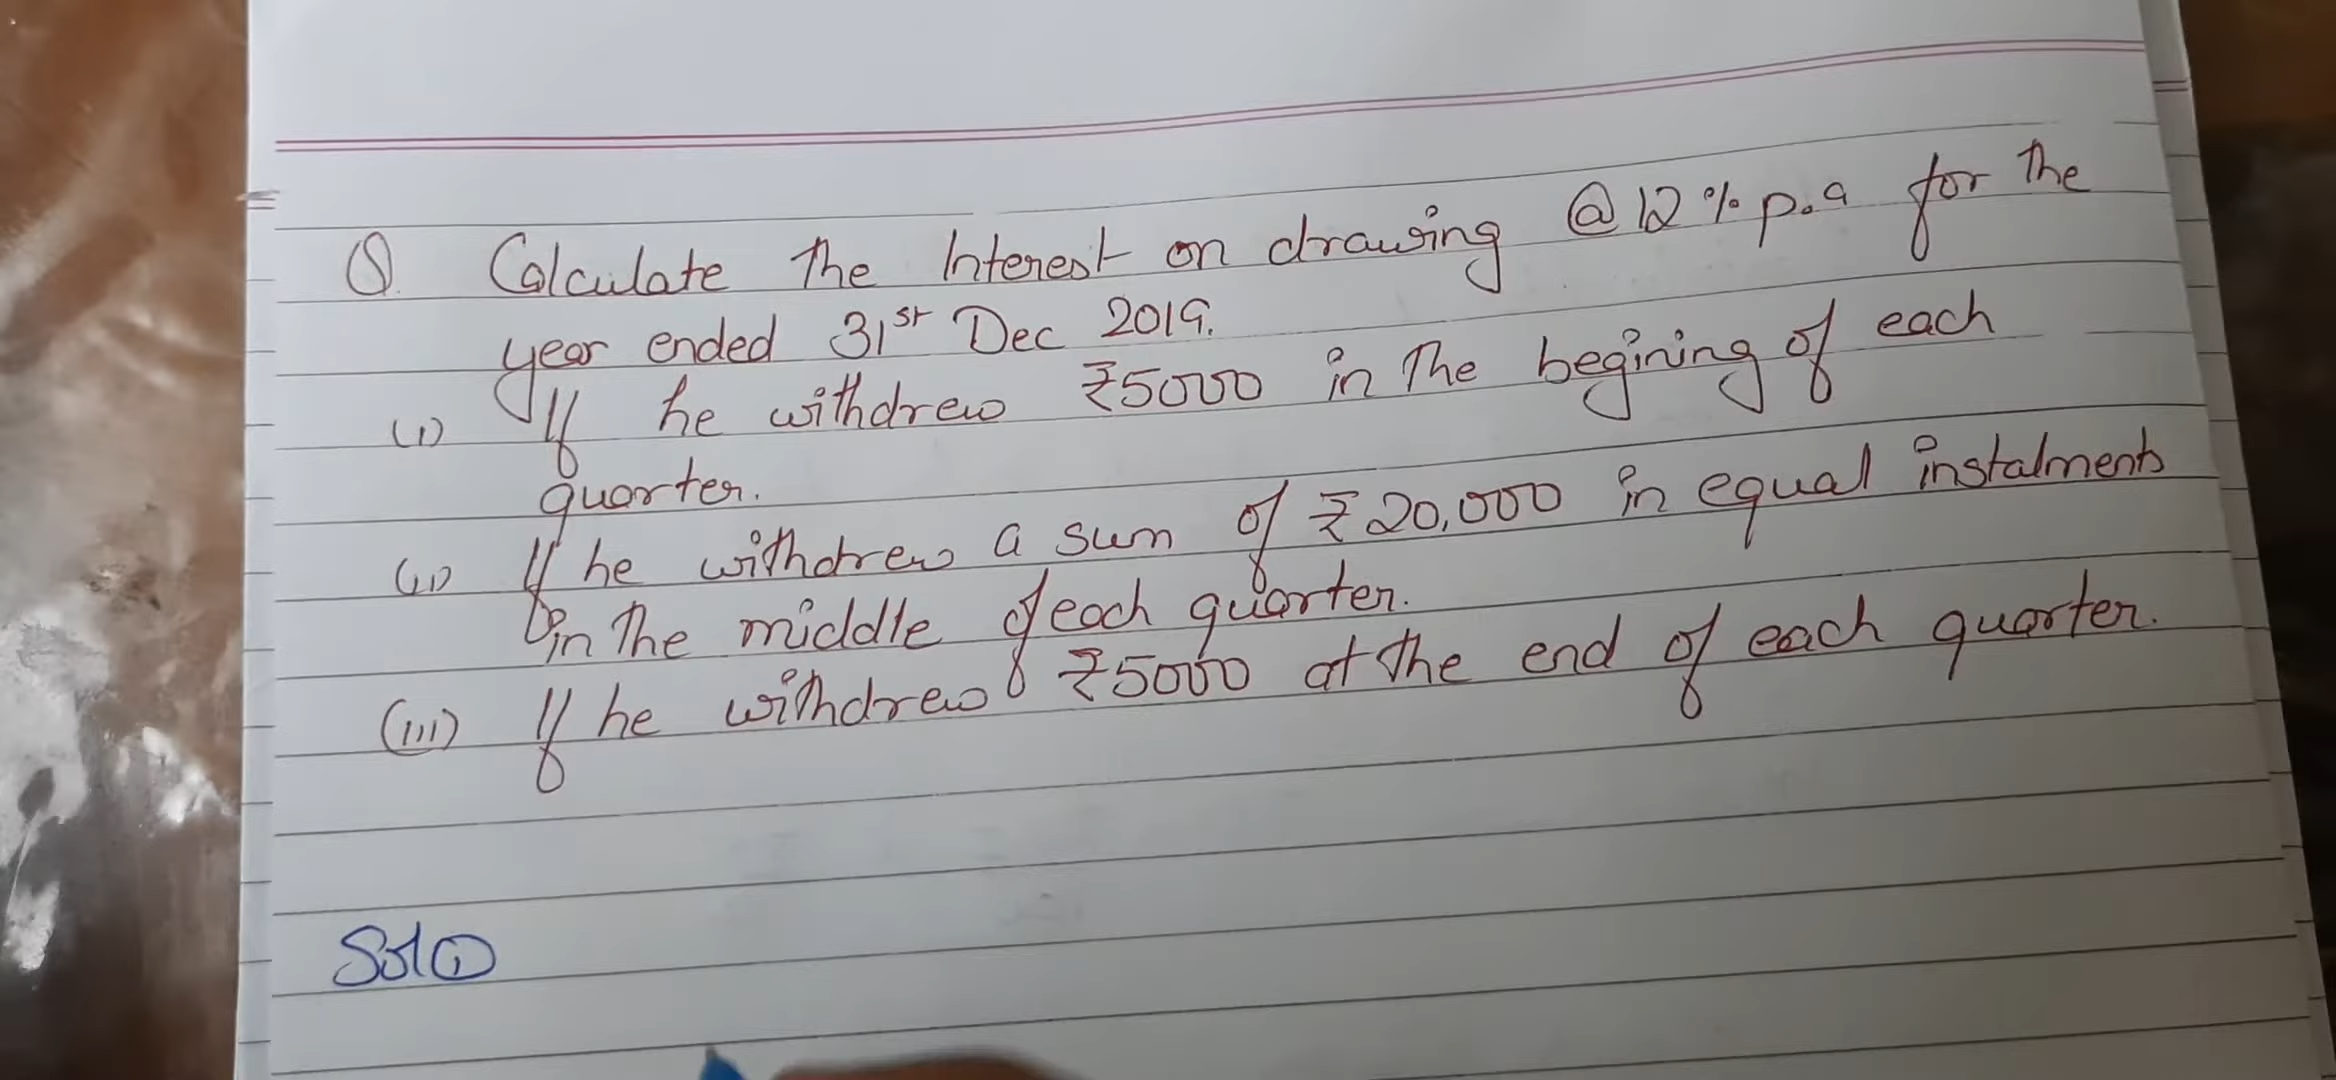 Q. Calculate the Interest on drawing @ 12% p.a for the
year ended 31st Dec 2019.
(i) If he withdrew ₹5000 in the begining of each
quarter.
(ii) If he withdrew a sum of ₹20,000 in equal instalments
in the middle of each quarter.
(iii) If he withdrew ₹5000 at the end of each quarter.
Sol ①